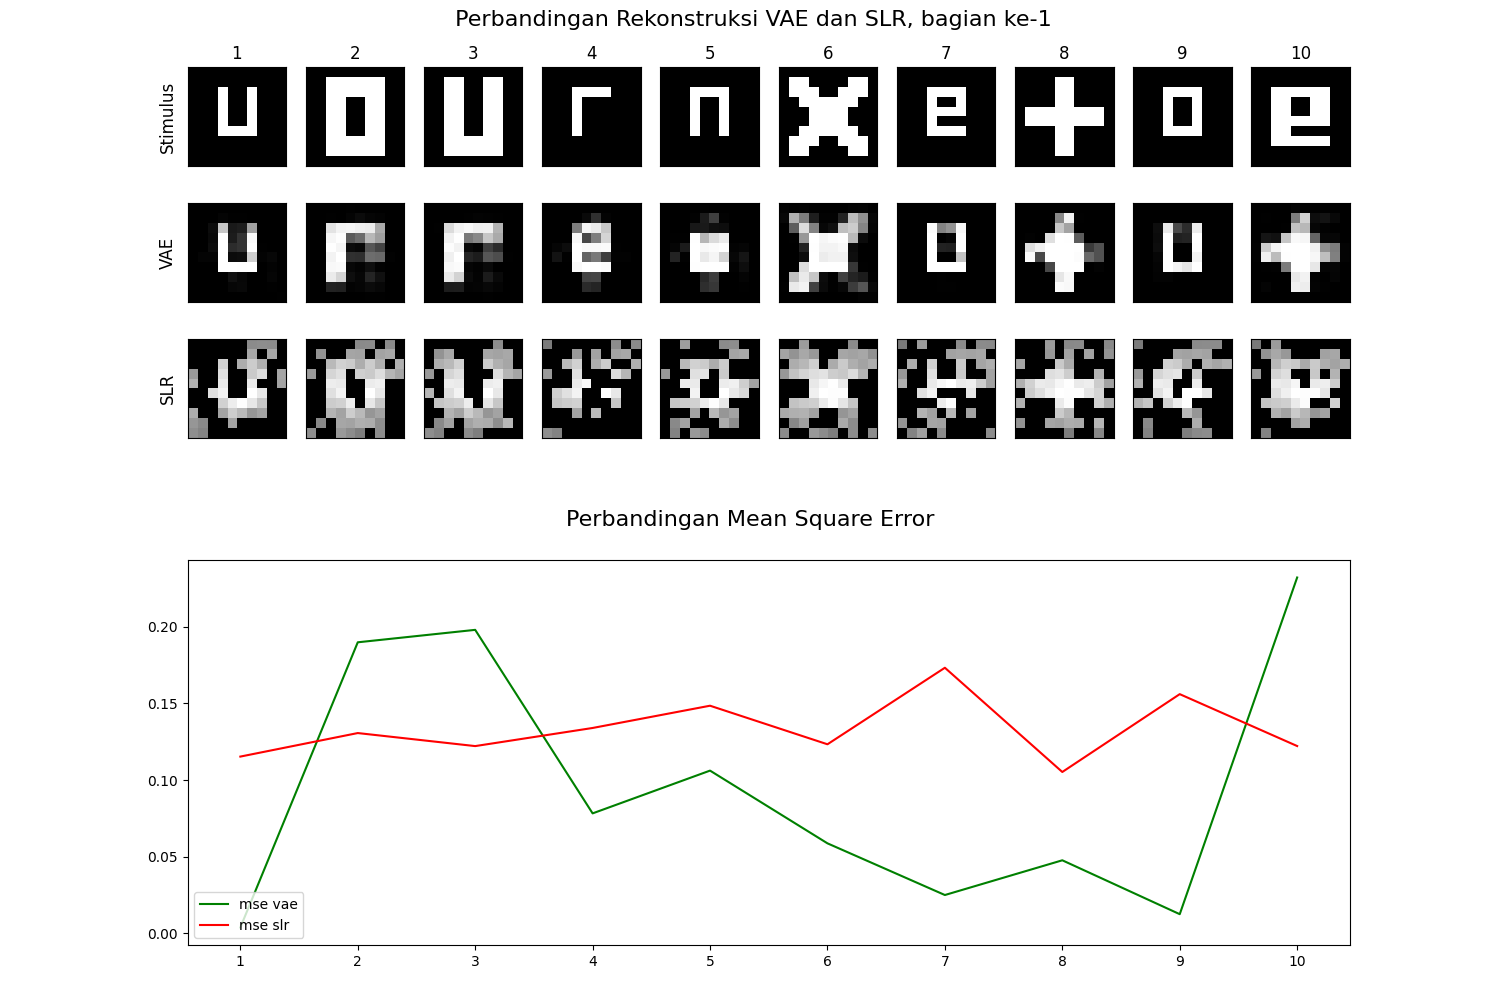 Perbandingan Rekonstruksi VAE dan SLR, bagian ke-1
1 2 3 4 5 6 7 8 9 10
Stimulus
VAE
SLR
Perbandingan Mean Square Error
0.20
0.15
0.10
0.05
0.00
mse vae
mse slr
1 2 3 4 5 6 7 8 9 10